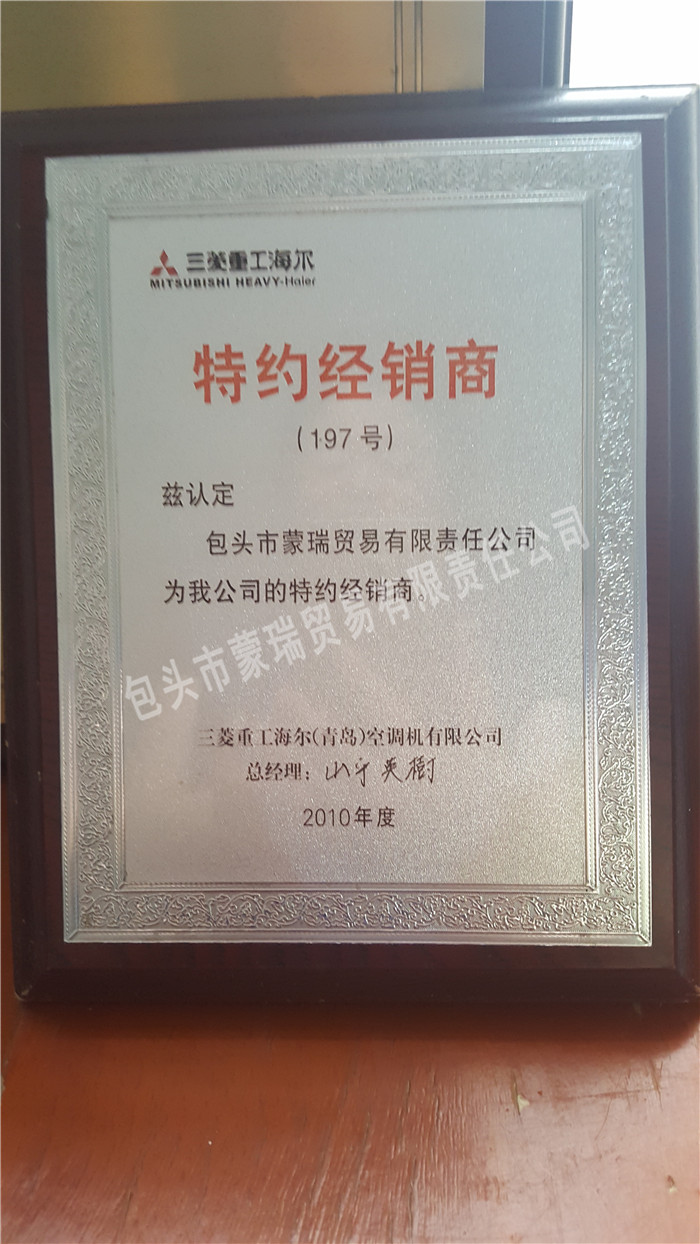 三菱重工海尔
MITSUBISHI HEAVY-Haier
特约经销商
(197号)
兹认定
包头市蒙瑞贸易有限责任公司
为我公司的特约经销商。
包头市蒙瑞贸易有限责任公司
三菱重工海尔(青岛)空调机有限公司
总经理：
2010年度